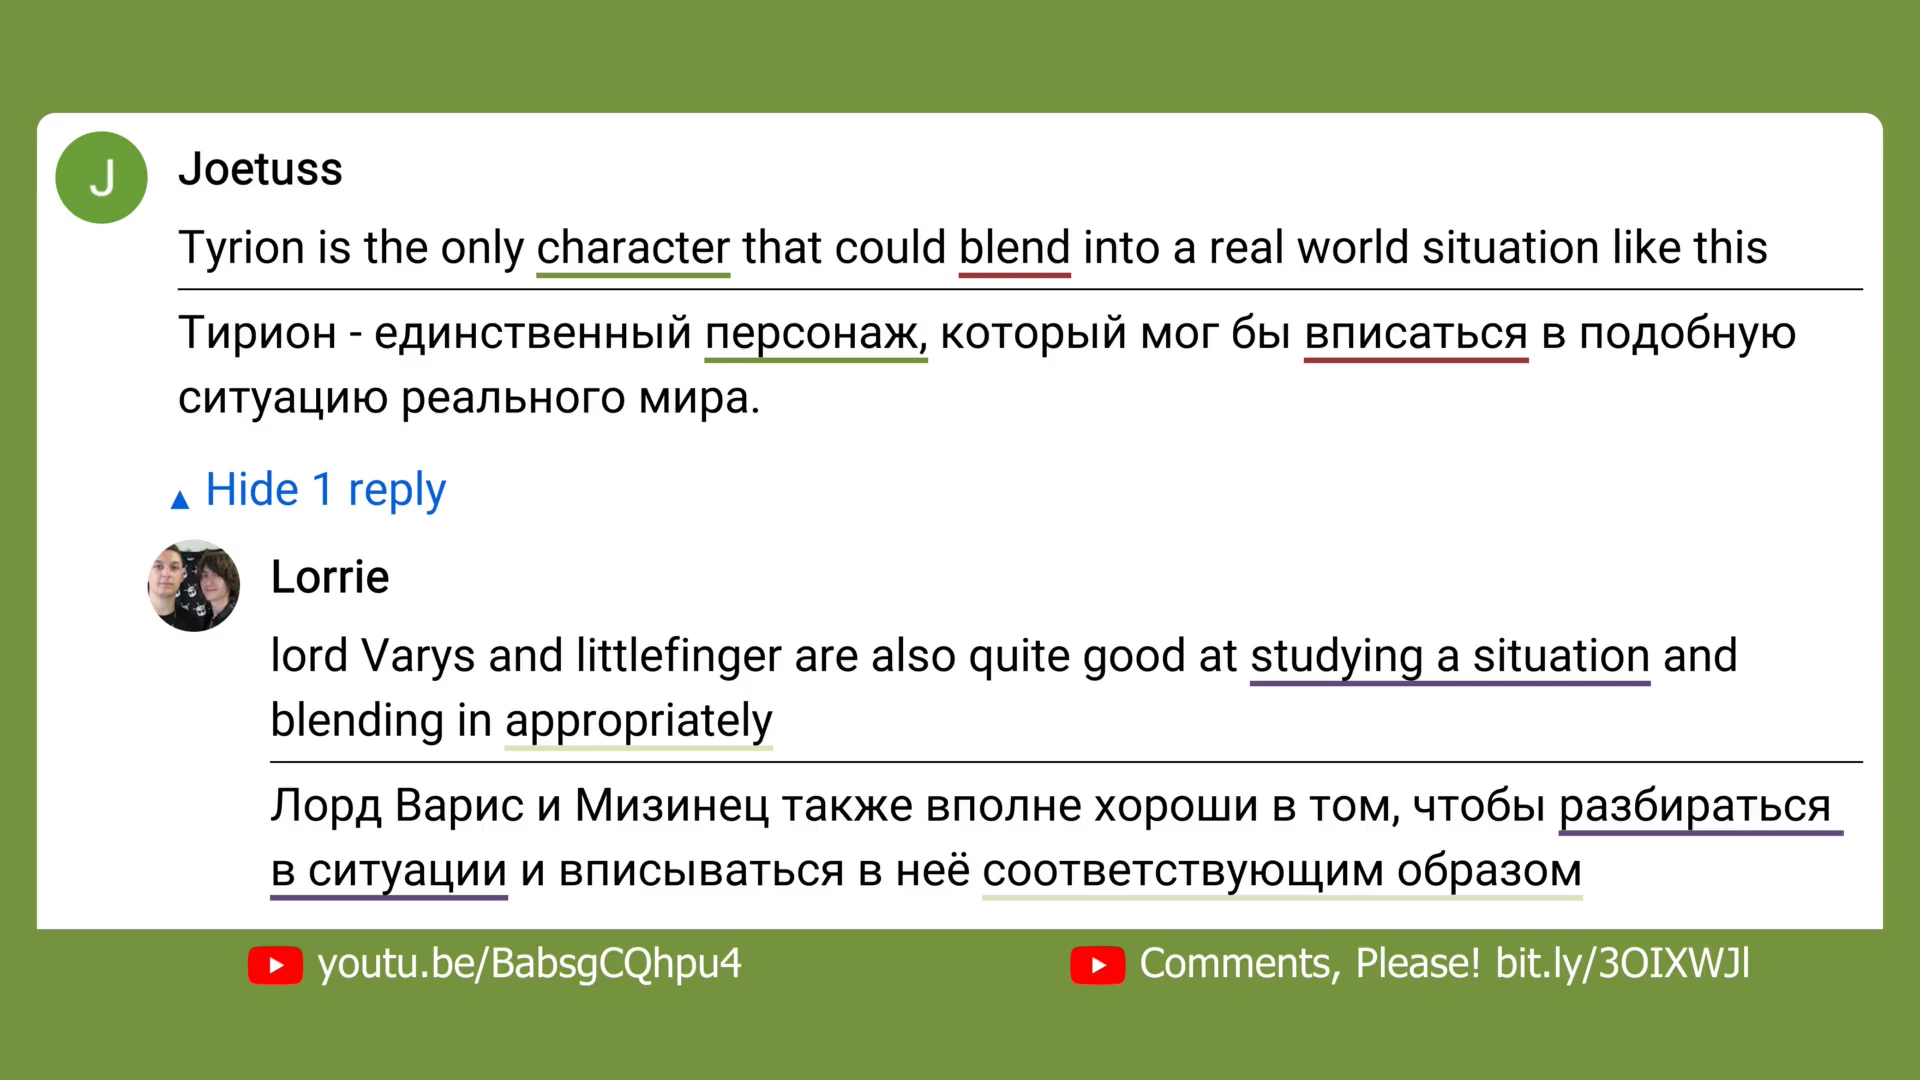 J
Joetuss
Tyrion is the only character that could blend into a real world situation like this
Тирион - единственный персонаж, который мог бы вписаться в подобную
ситуацию реального мира.
▲ Hide 1 reply
Lorrie
lord Varys and littlefinger are also quite good at studying a situation and
blending in appropriately
Лорд Варис и Мизинец также вполне хороши в том, чтобы разбираться
в ситуации и вписываться в неё соответствующим образом
youtu.be/BabsgCQhpu4
Comments, Please! bit.ly/3OIXWJl